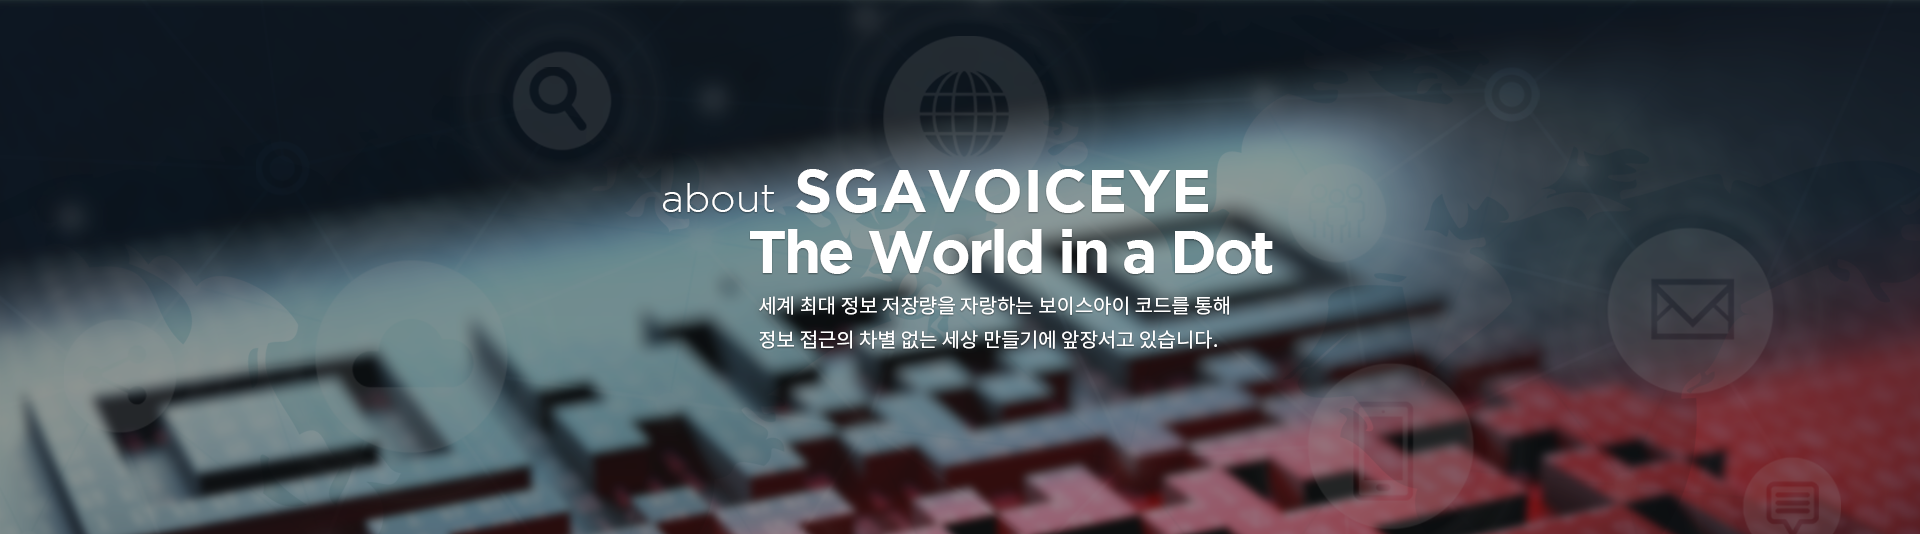 about SGAVOICEYE
The World in a Dot
세계 최대 정보 저장량을 자랑하는 보이스아이 코드를 통해
정보 접근의 차별 없는 세상 만들기에 앞장서고 있습니다.